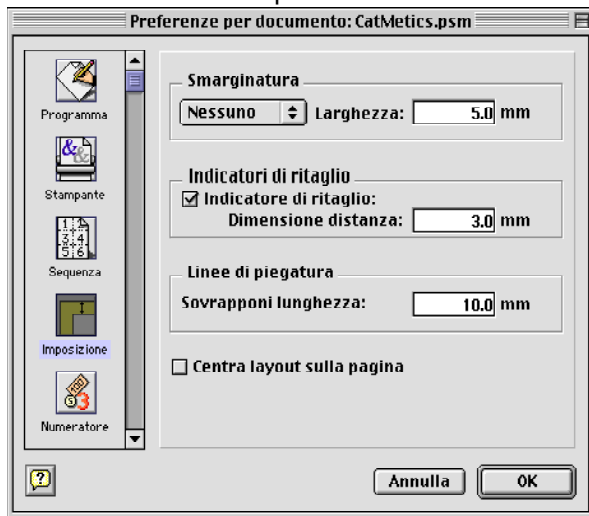 Preferenze per documento: CatMetics.psm
Programma
Stampante
Sequenza
Imposizione
Numeratore
Smarginatura
Nessuno Larghezza: 5.0 mm
Indicatori di ritaglio
Indicatore di ritaglio:
Dimensione distanza: 3.0 mm
Linee di piegatura
Sovrapponi lunghezza: 10.0 mm
Centra layout sulla pagina
? Annulla OK